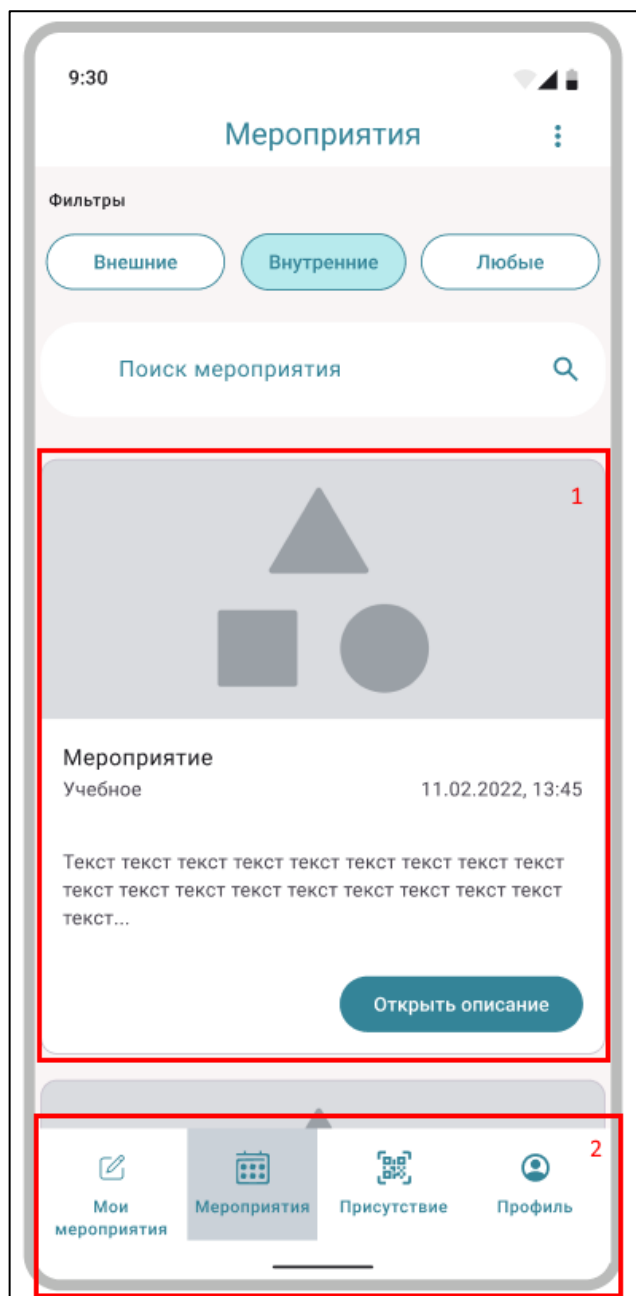 9:30
Мероприятия
Фильтры
Внешние
Внутренние
Любые
Поиск мероприятия
1
Мероприятие
Учебное
11.02.2022, 13:45
Текст текст текст текст текст текст текст текст текст
текст текст текст текст текст текст текст текст текст
текст...
Открыть описание
2
Мои
мероприятия
Мероприятия
Присутствие
Профиль